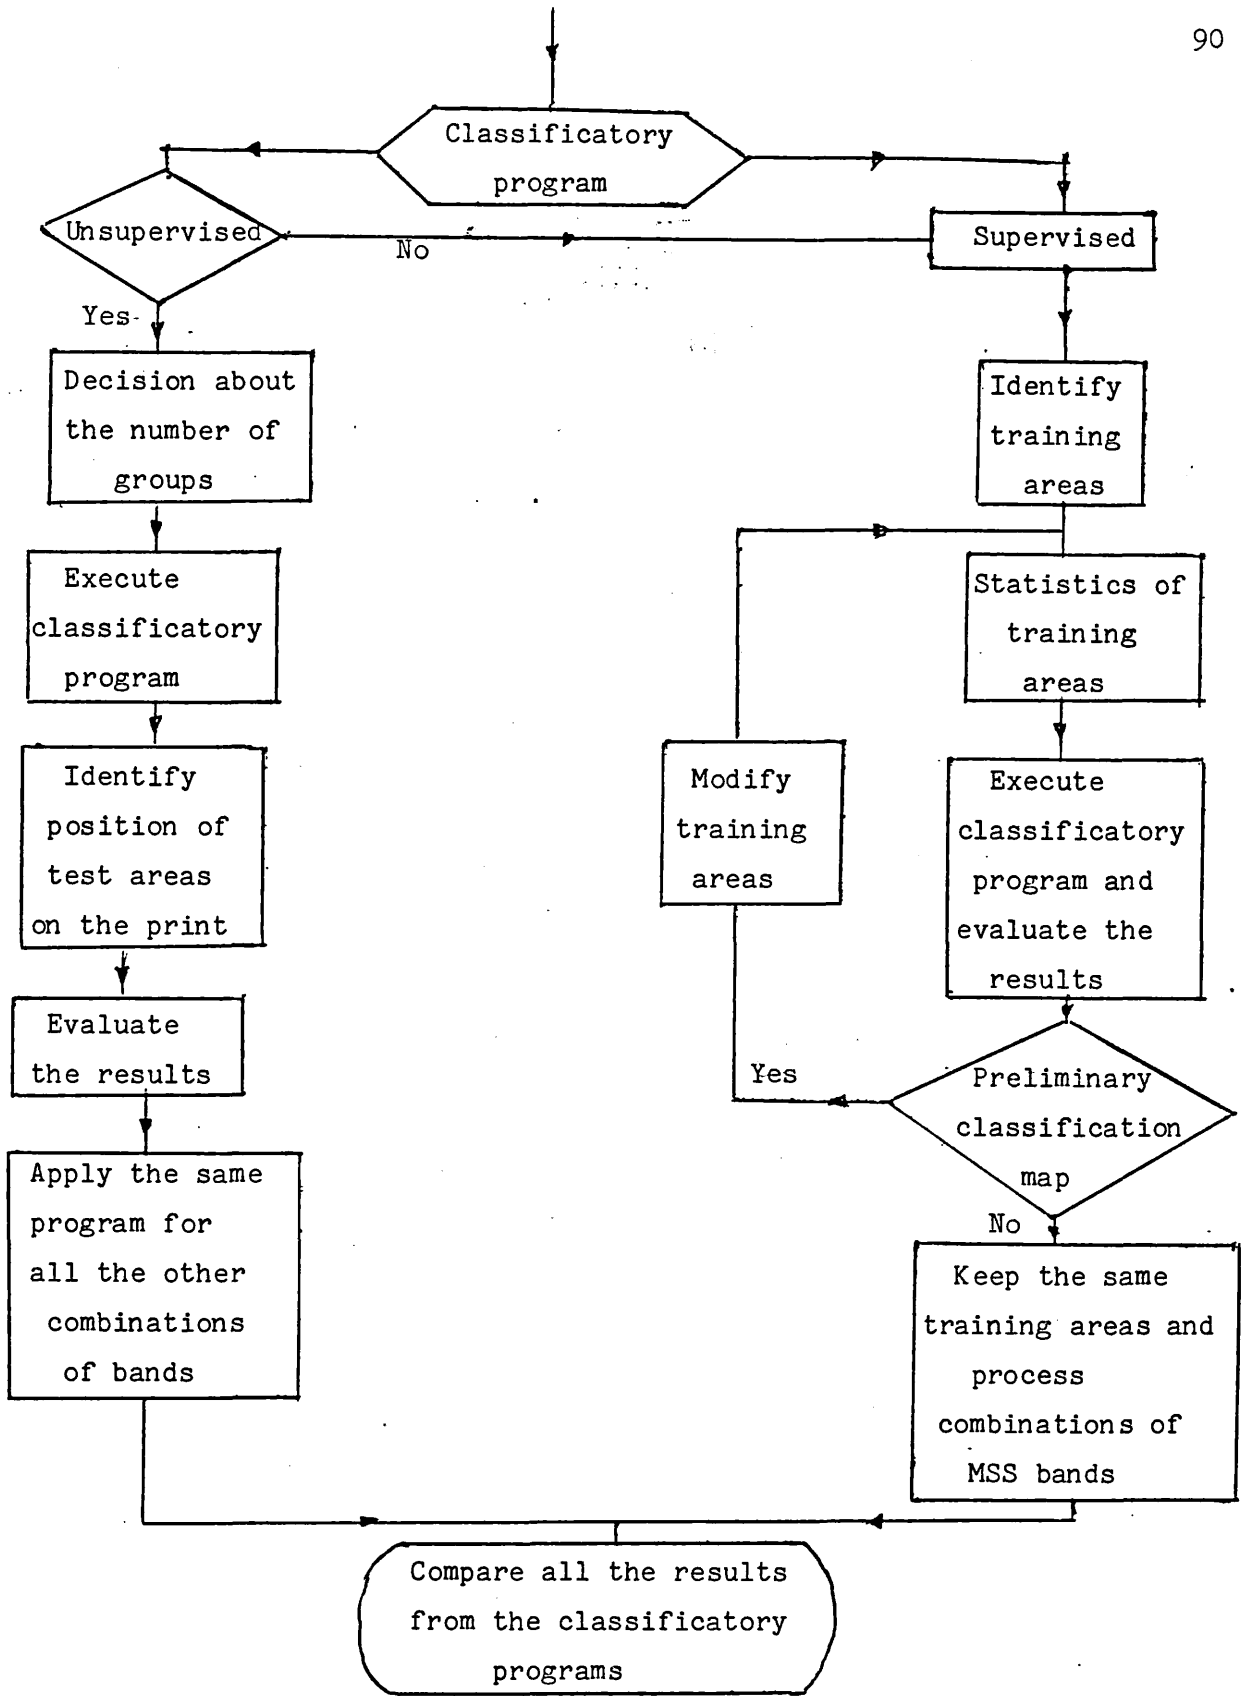 90
Classificatory
program
Unsupervised
No
Supervised
Yes
Decision about
the number of
groups
Execute
classificatory
program
Identify
position of
test areas
on the print
Evaluate
the results
Apply the same
program for
all the other
combinations
of bands
Identify
training
areas
Statistics of
training
areas
Modify
training
areas
Execute
classificatory
program and
evaluate the
results
Yes
Preliminary
classification
map
No
Keep the same
training areas and
process
combinations of
MSS bands
Compare all the results
from the classificatory
programs